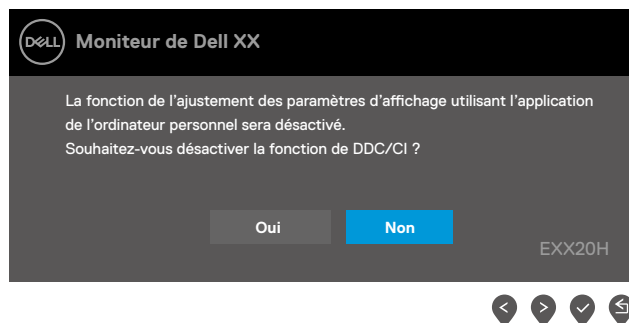 DELL Moniteur de Dell XX
La fonction de l'ajustement des paramètres d'affichage utilisant l'application
de l'ordinateur personnel sera désactivé.
Souhaitez-vous désactiver la fonction de DDC/CI ?
Oui Non
EXX20H